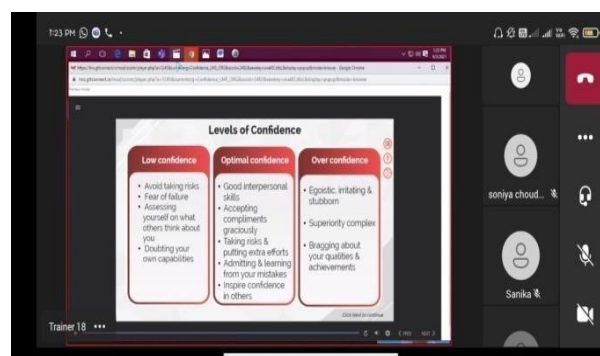 1:23 PM
Levels of Confidence
Low confidence
• Avoid taking risks
• Fear of failure
• Assessing
yourself on what
others think about
you
• Doubting your
own capabilities
Optimal confidence
• Good interpersonal
skills
• Accepting
compliments
graciously
• Taking risks &
putting extra efforts
• Admitting & learning
from your mistakes
• Inspire confidence
in others
Over confidence
• Egoistic, irritating &
stubborn
• Superiority complex
• Bragging about
your qualities &
achievements
Click Next to continue
< PREV
NEXT >
Trainer 18
soniya choud...
Sanika